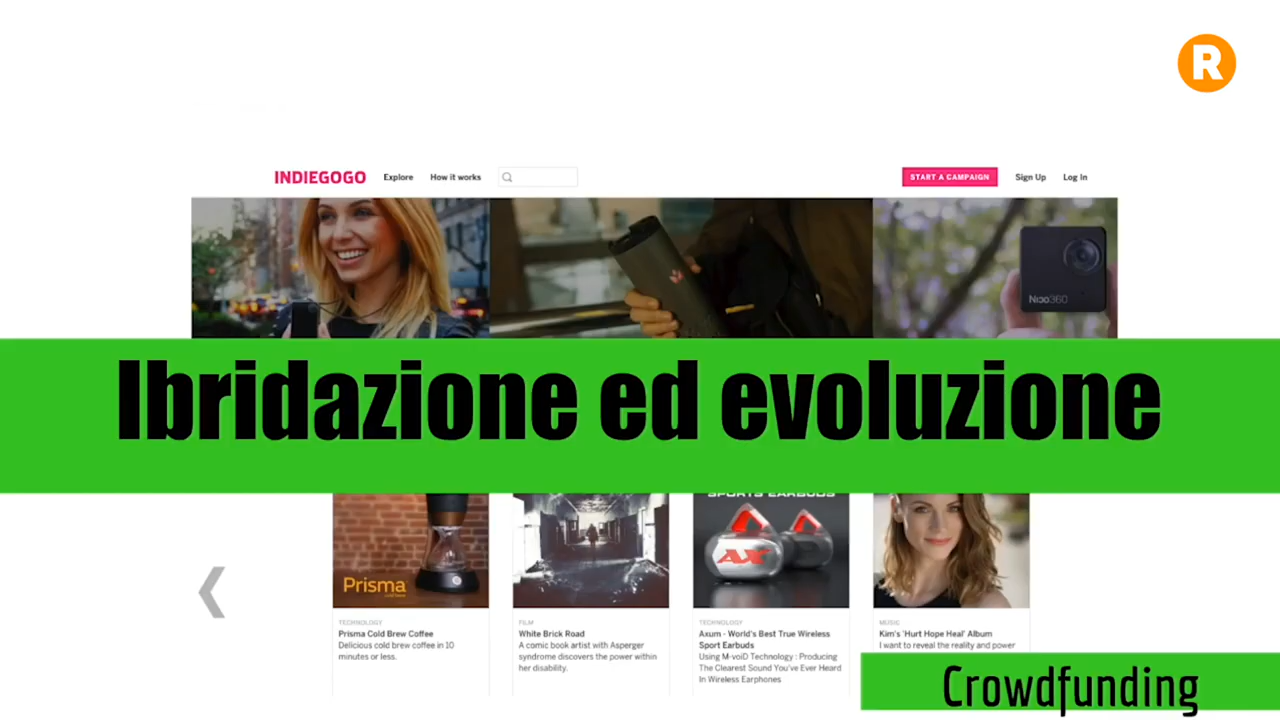 R
INDIEGOGO Explore How it works START A CAMPAIGN Sign Up Log In
Nico360
Ibridazione ed evoluzione
SPORTS EARBUDS
AX
Prisma
TECHNOLOGY
Prisma Cold Brew Coffee
Delicious cold brew coffee in 10
minutes or less.
FILM
White Brick Road
A comic book artist with Asperger
syndrome discovers the power within
her disability.
TECHNOLOGY
Axum - World's Best True Wireless
Sport Earbuds
Using M-voiD Technology : Producing
The Clearest Sound You've Ever Heard
In Wireless Earphones
MUSIC
Kim's 'Hurt Hope Heal' Album
I want to reveal the reality and power
Crowdfunding